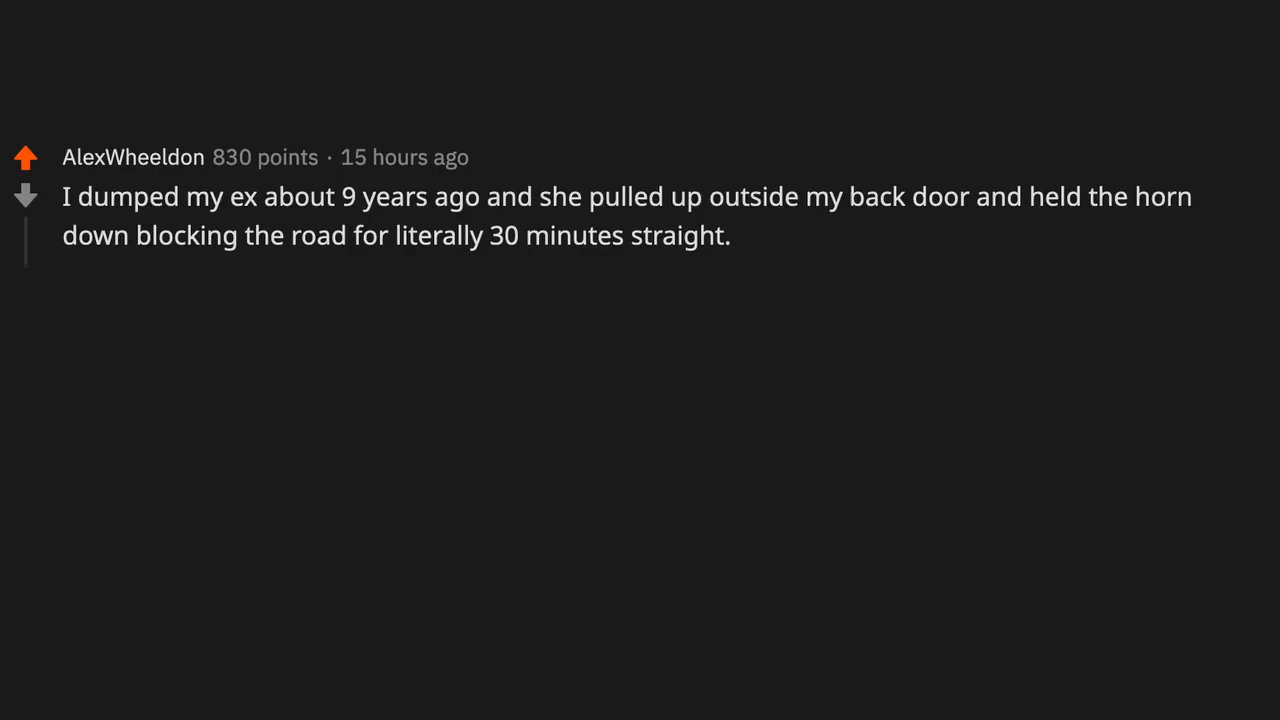 AlexWheeldon 830 points · 15 hours ago
I dumped my ex about 9 years ago and she pulled up outside my back door and held the horn
down blocking the road for literally 30 minutes straight.